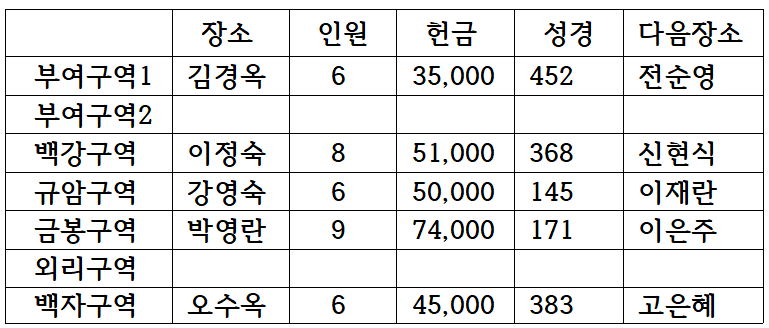 장소 인원 헌금 성경 다음장소
부여구역1 김경옥 6 35,000 452 전순영
부여구역2
백강구역 이정숙 8 51,000 368 신현식
규암구역 강영숙 6 50,000 145 이재란
금봉구역 박영란 9 74,000 171 이은주
외리구역
백자구역 오수옥 6 45,000 383 고은혜